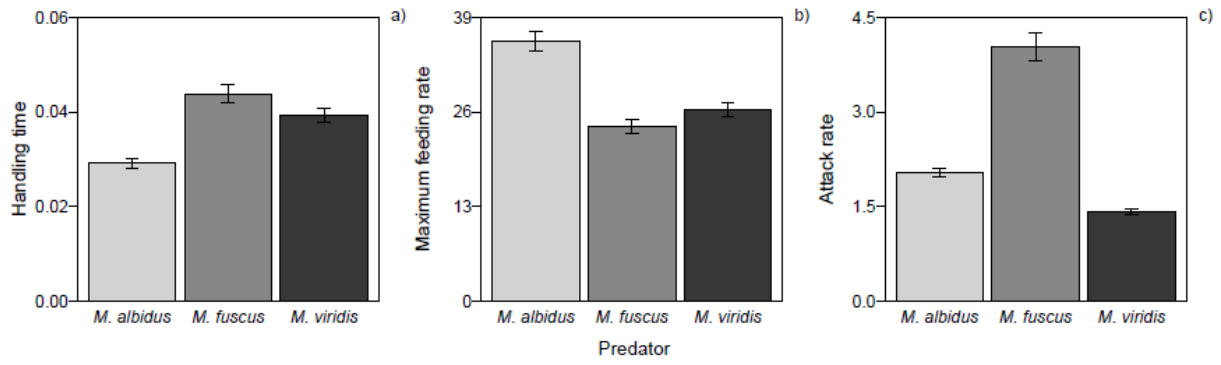 a)
Handling time
0.06
0.04
0.02
0.00
M. albidus M. fuscus M. viridis
b)
Maximum feeding rate
39
26
13
0
M. albidus M. fuscus M. viridis
c)
Attack rate
4.5
3.0
1.5
0.0
M. albidus M. fuscus M. viridis
Predator